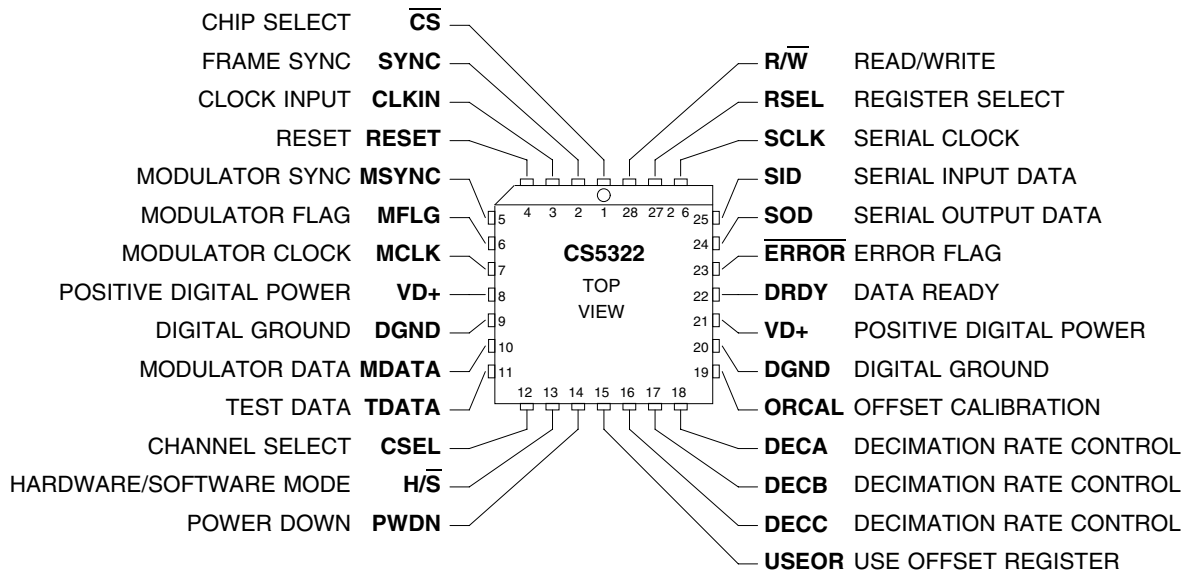 CHIP SELECT C̅S̅
FRAME SYNC SYNC
CLOCK INPUT CLKIN
RESET RESET
MODULATOR SYNC MSYNC
MODULATOR FLAG MFLG
MODULATOR CLOCK MCLK
POSITIVE DIGITAL POWER VD+
DIGITAL GROUND DGND
MODULATOR DATA MDATA
TEST DATA TDATA
CHANNEL SELECT CSEL
HARDWARE/SOFTWARE MODE H/S̅
POWER DOWN PWDN
4 3 2 1 28 27 2 6
5
6
7
8
9
10
11
CS5322
TOP
VIEW
25
24
23
22
21
20
19
12 13 14 15 16 17 18
R/W̅ READ/WRITE
RSEL REGISTER SELECT
SCLK SERIAL CLOCK
SID SERIAL INPUT DATA
SOD SERIAL OUTPUT DATA
E̅R̅R̅O̅R̅ ERROR FLAG
DRDY DATA READY
VD+ POSITIVE DIGITAL POWER
DGND DIGITAL GROUND
ORCAL OFFSET CALIBRATION
DECA DECIMATION RATE CONTROL
DECB DECIMATION RATE CONTROL
DECC DECIMATION RATE CONTROL
USEOR USE OFFSET REGISTER